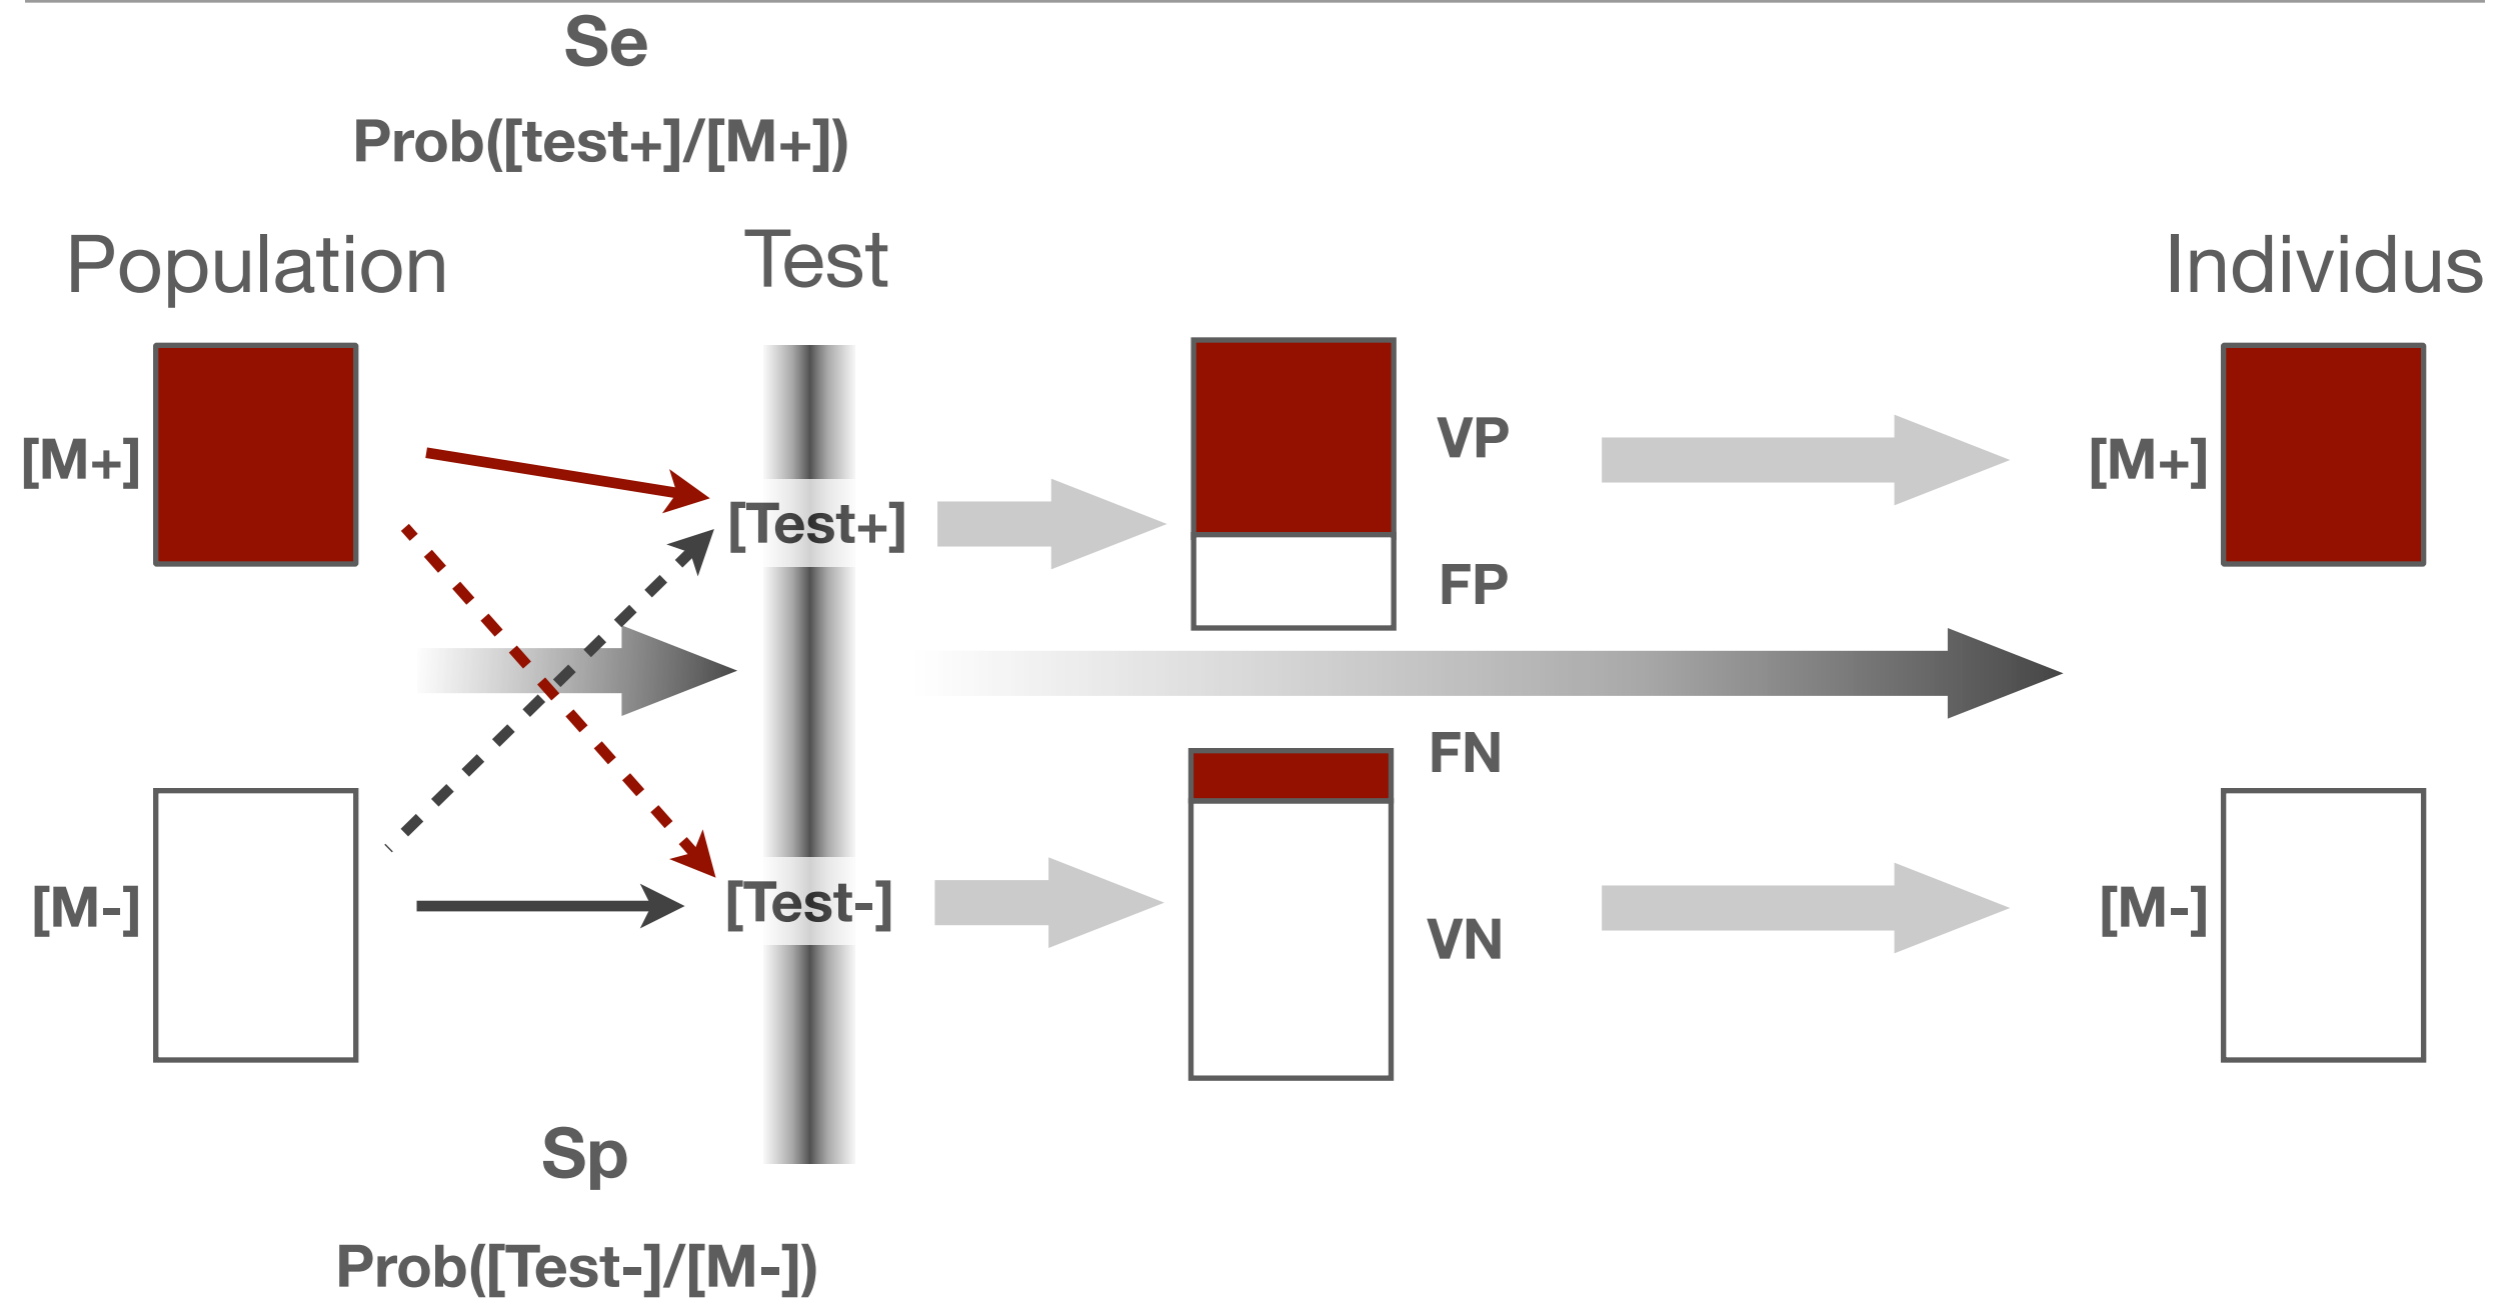 Se
Prob([test+]/[M+])
Population
Test
Individus
[M+]
VP
[M+]
[Test+]
FP
FN
[M-]
[Test-]
VN
[M-]
Sp
Prob([Test-]/[M-])